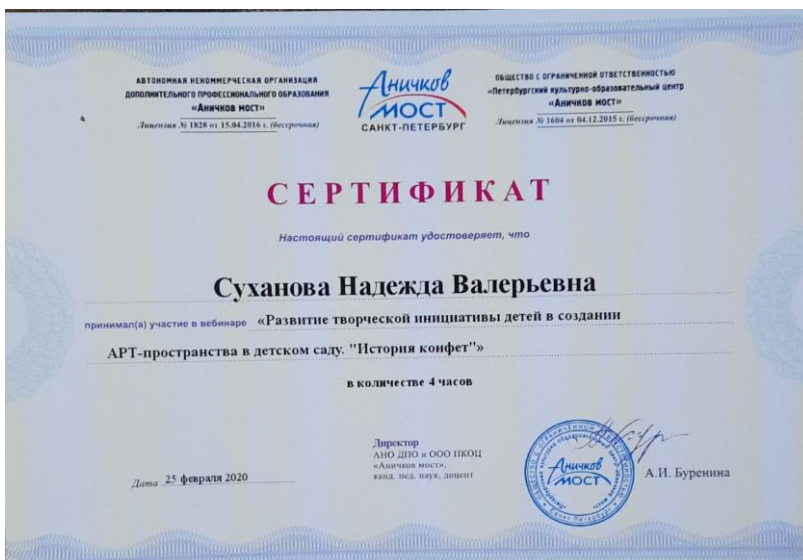 АВТОНОМНАЯ НЕКОММЕРЧЕСКАЯ ОРГАНИЗАЦИЯ
ДОПОЛНИТЕЛЬНОГО ПРОФЕССИОНАЛЬНОГО ОБРАЗОВАНИЯ
«АНИЧКОВ МОСТ»
Лицензия № 1828 от 15.04.2016 г. (бессрочная)
Аничков
МОСТ
САНКТ-ПЕТЕРБУРГ
ОБЩЕСТВО С ОГРАНИЧЕННОЙ ОТВЕТСТВЕННОСТЬЮ
«Петербургский культурно-образовательный центр
«АНИЧКОВ МОСТ»
Лицензия № 1604 от 04.12.2015 г. (бессрочная)
СЕРТИФИКАТ
Настоящий сертификат удостоверяет, что
Суханова Надежда Валерьевна
принимал(а) участие в вебинаре «Развитие творческой инициативы детей в создании
АРТ-пространства в детском саду. "История конфет"»
в количестве 4 часов
Директор
АНО ДПО и ООО ПКОЦ
«Аничков мост»,
канд. пед. наук, доцент
Дата 25 февраля 2020
Аничков
МОСТ
А.И. Буренина